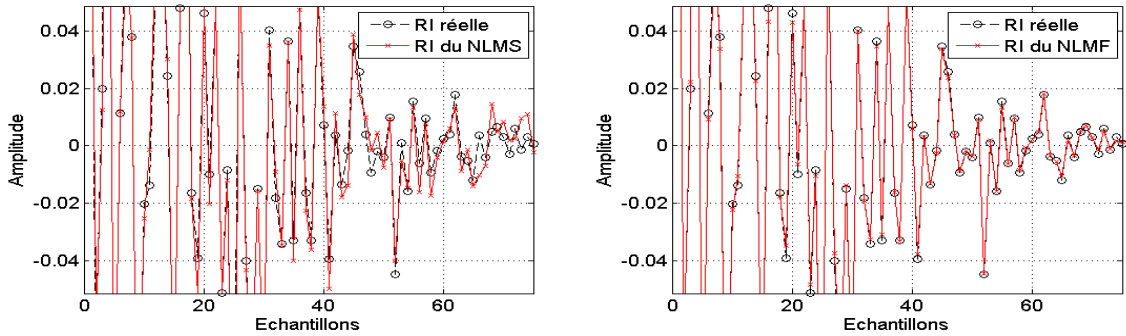 RI réelle
RI du NLMS
Amplitude
0.04
0.02
0
-0.02
-0.04
0
20
40
60
Echantillons
RI réelle
RI du NLMF
Amplitude
0.04
0.02
0
-0.02
-0.04
0
20
40
60
Echantillons